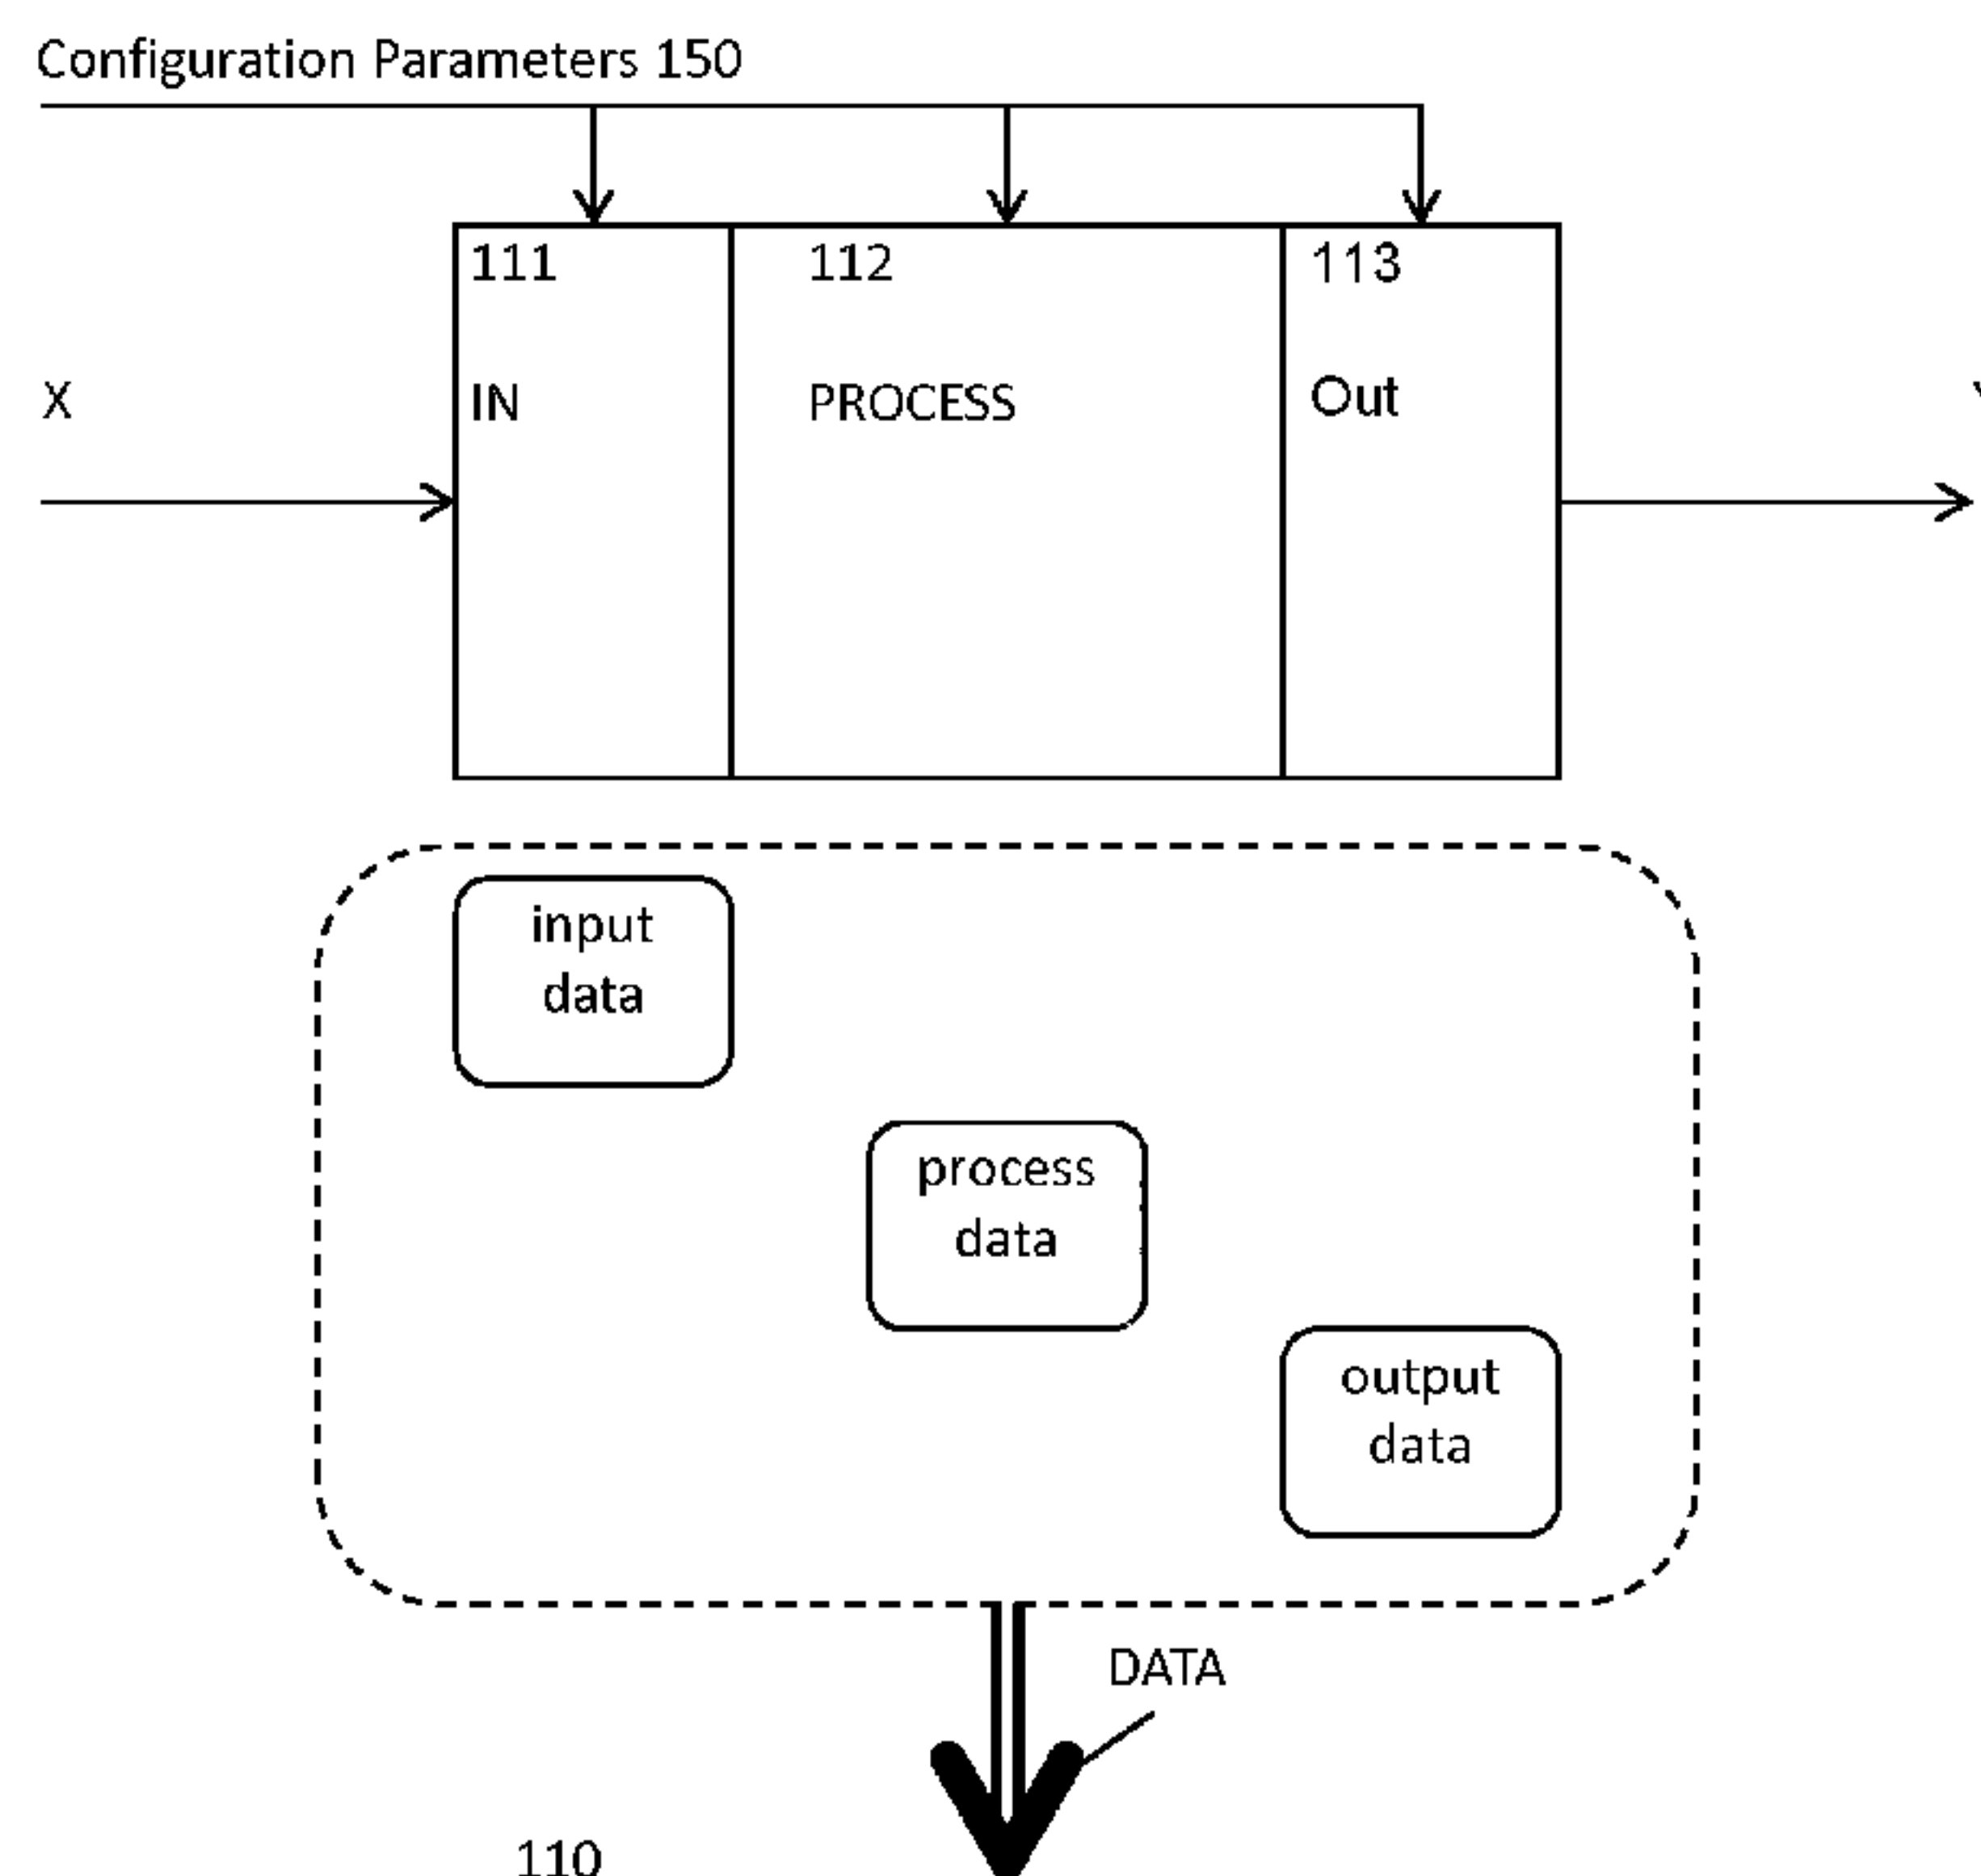 Configuration Parameters 150
111
112
113
X
IN
PROCESS
Out
input
data
process
data
output
data
DATA
110